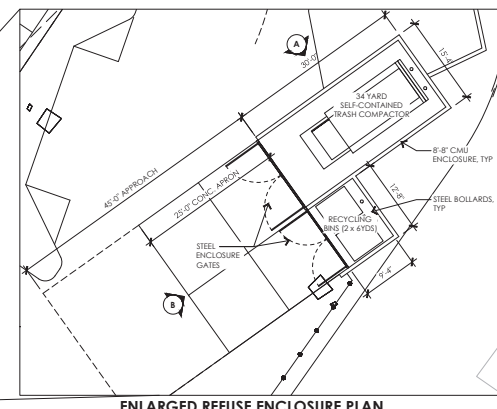 A
30'-0"
15'-4"
34 YARD
SELF-CONTAINED
TRASH COMPACTOR
8'-8" CMU
ENCLOSURE, TYP
45'-0" APPROACH
25'-0" CONC. APRON
12'-8"
STEEL BOLLARDS,
TYP
RECYCLING
BINS (2 x 6YDS)
STEEL
ENCLOSURE
GATES
9'-4"
B
ENLARGED REFUSE ENCLOSURE PLAN